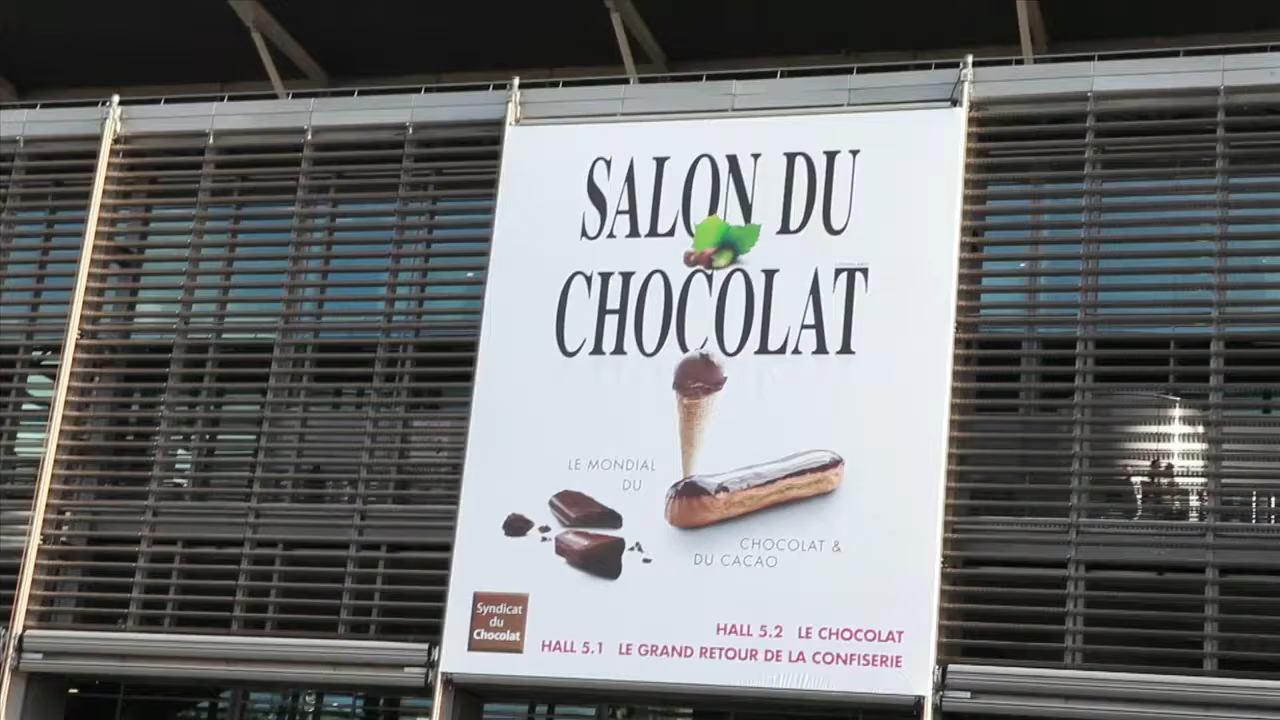 SALON DU
CHOCOLAT
LE MONDIAL
DU
CHOCOLAT &
DU CACAO
Syndicat
du
Chocolat
HALL 5.2 LE CHOCOLAT
HALL 5.1 LE GRAND RETOUR DE LA CONFISERIE